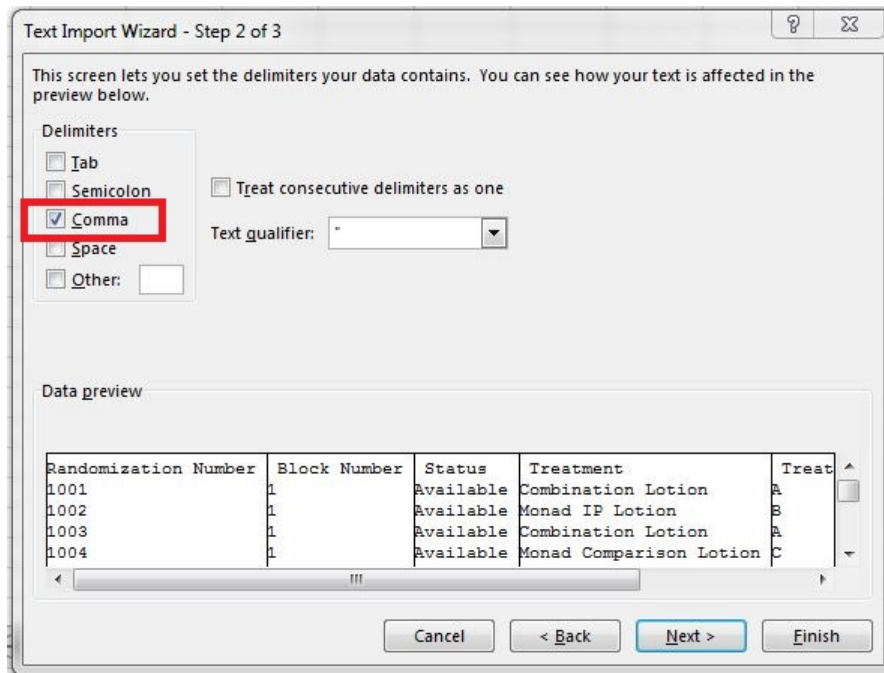 Text Import Wizard - Step 2 of 3
This screen lets you set the delimiters your data contains.  You can see how your text is affected in the
preview below.
Delimiters
Tab
Semicolon
Comma
Space
Other:
Treat consecutive delimiters as one
Text qualifier: "
Data preview
Randomization Number Block Number Status Treatment Treat
1001 1 Available Combination Lotion A
1002 1 Available Monad IP Lotion B
1003 1 Available Combination Lotion A
1004 1 Available Monad Comparison Lotion C
Cancel < Back Next > Finish